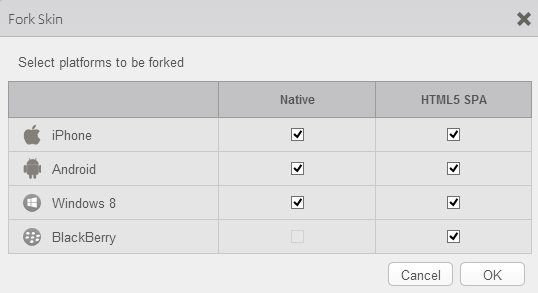 Fork Skin
Select platforms to be forked
Native HTML5 SPA
iPhone
Android
Windows 8
BlackBerry
Cancel OK